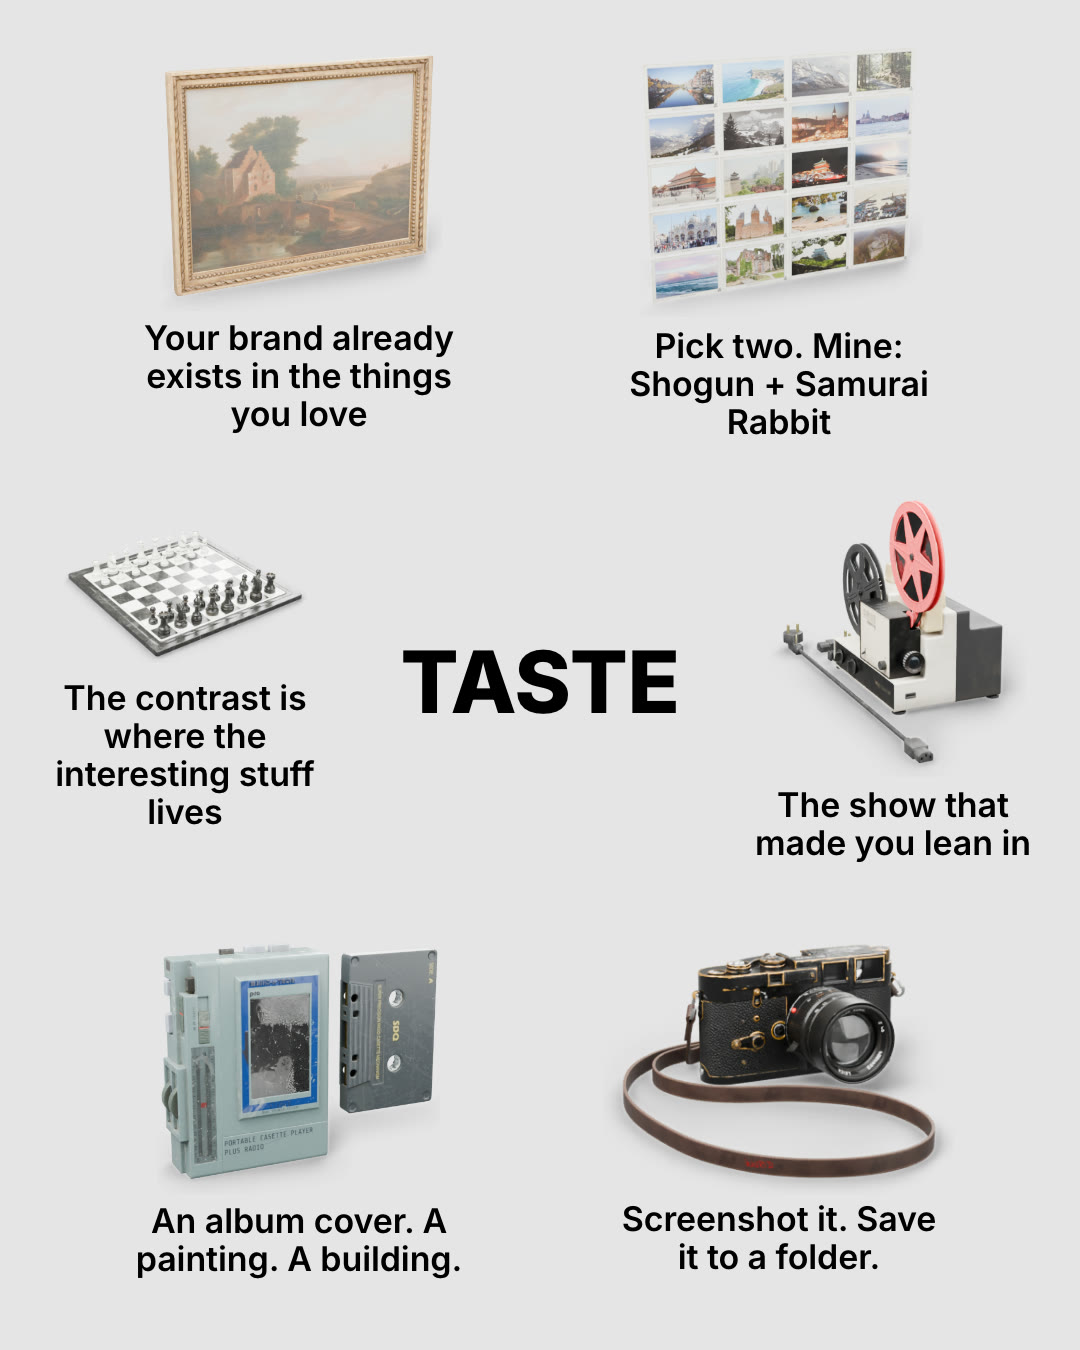 Your brand already
exists in the things
you love
Pick two. Mine:
Shogun + Samurai
Rabbit
The contrast is
where the
interesting stuff
lives
TASTE
The show that
made you lean in
PORTABLE CASETTE PLAYER
PLUS RADIO
SDG
An album cover. A
painting. A building.
Screenshot it. Save
it to a folder.